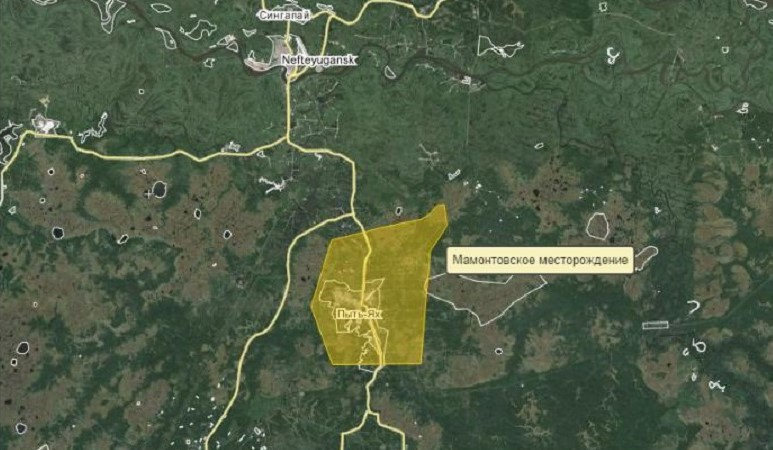 Сингапай
Nefteyugansk
Мамонтовское месторождение
Пыть-Ях